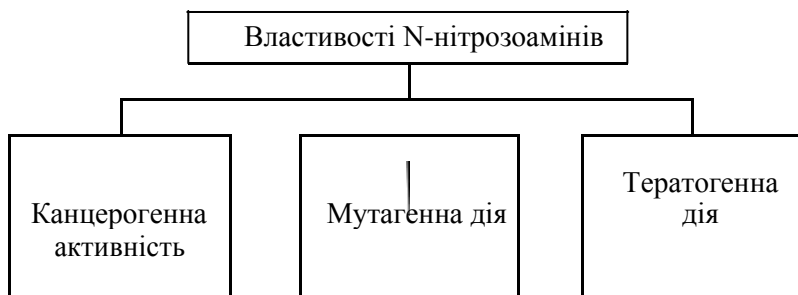 Властивості N-нітрозоамінів
Канцерогенна
активність
Мутагенна дія
Тератогенна
дія